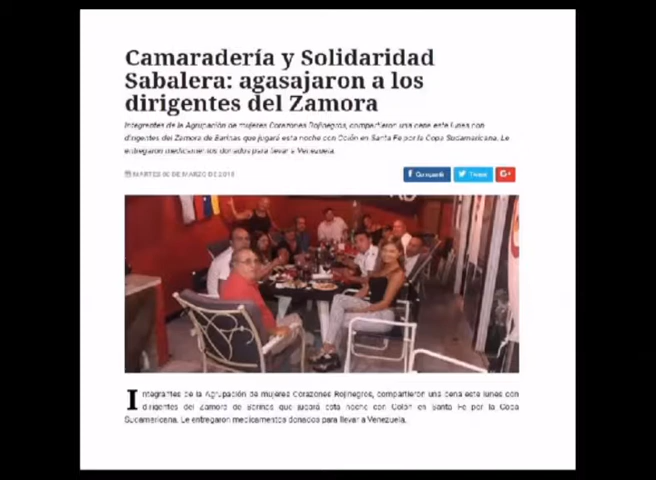 Camaradería y Solidaridad
Sabalera: agasajaron a los
dirigentes del Zamora
Integrantes de la Agrupación de mujeres Corazones Rojinegros, compartieron una cena este lunes con
dirigentes del Zamora de Barinas que jugará esta noche con Colón en Santa Fe por la Copa Sudamericana. Le
entregaron medicamentos donados para llevar a Venezuela.
MARTES DE MARZO DE
Compartir
Tweet
G+
Integrantes de la Agrupación de mujeres Corazones Rojinegros, compartieron una cena este lunes con
dirigentes del Zamora de Barinas que jugará esta noche con Colón en Santa Fe por la Copa
Sudamericana. Le entregaron medicamentos donados para llevar a Venezuela.